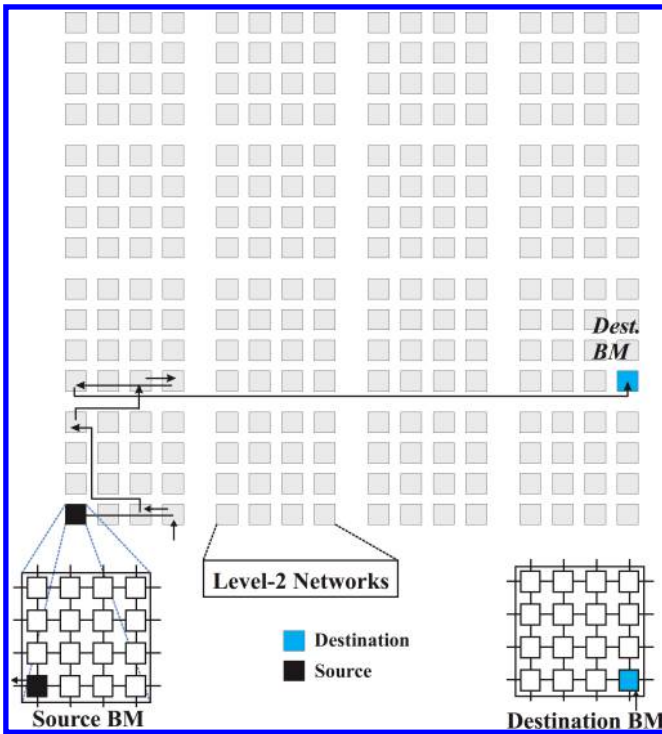 Dest.
BM
Level-2 Networks
Destination
Source
Source BM
Destination BM